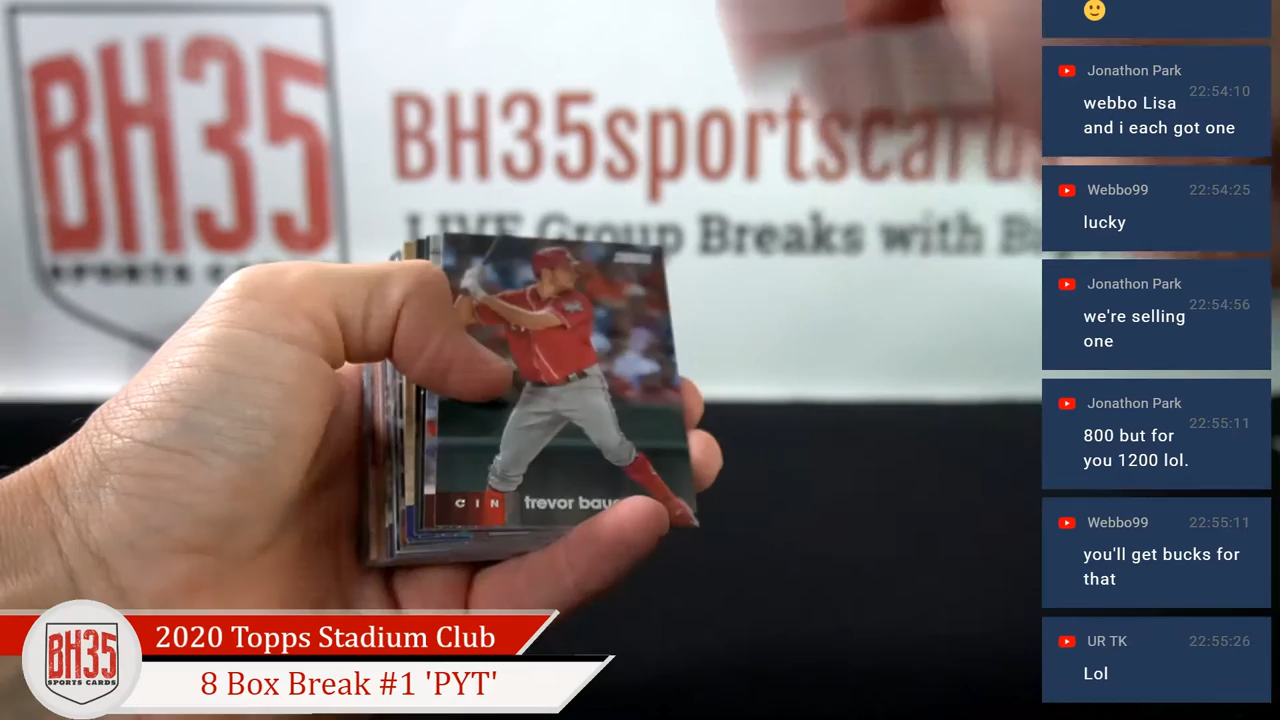 BH35
SPORTS CARDS
BH35sportscards
LIVE Group Breaks with
CIN trevor
2020 Topps Stadium Club
8 Box Break #1 'PYT'
BH35
SPORTS CARDS
Jonathon Park 22:54:10
webbo Lisa
and i each got one
Webbo99 22:54:25
lucky
Jonathon Park 22:54:56
we're selling
one
Jonathon Park 22:55:11
800 but for
you 1200 lol.
Webbo99 22:55:11
you'll get bucks for
that
UR TK 22:55:26
Lol